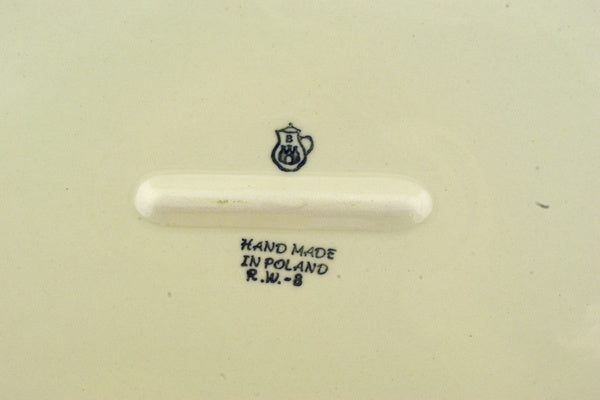 B
HAND MADE
IN POLAND
R.W.-8